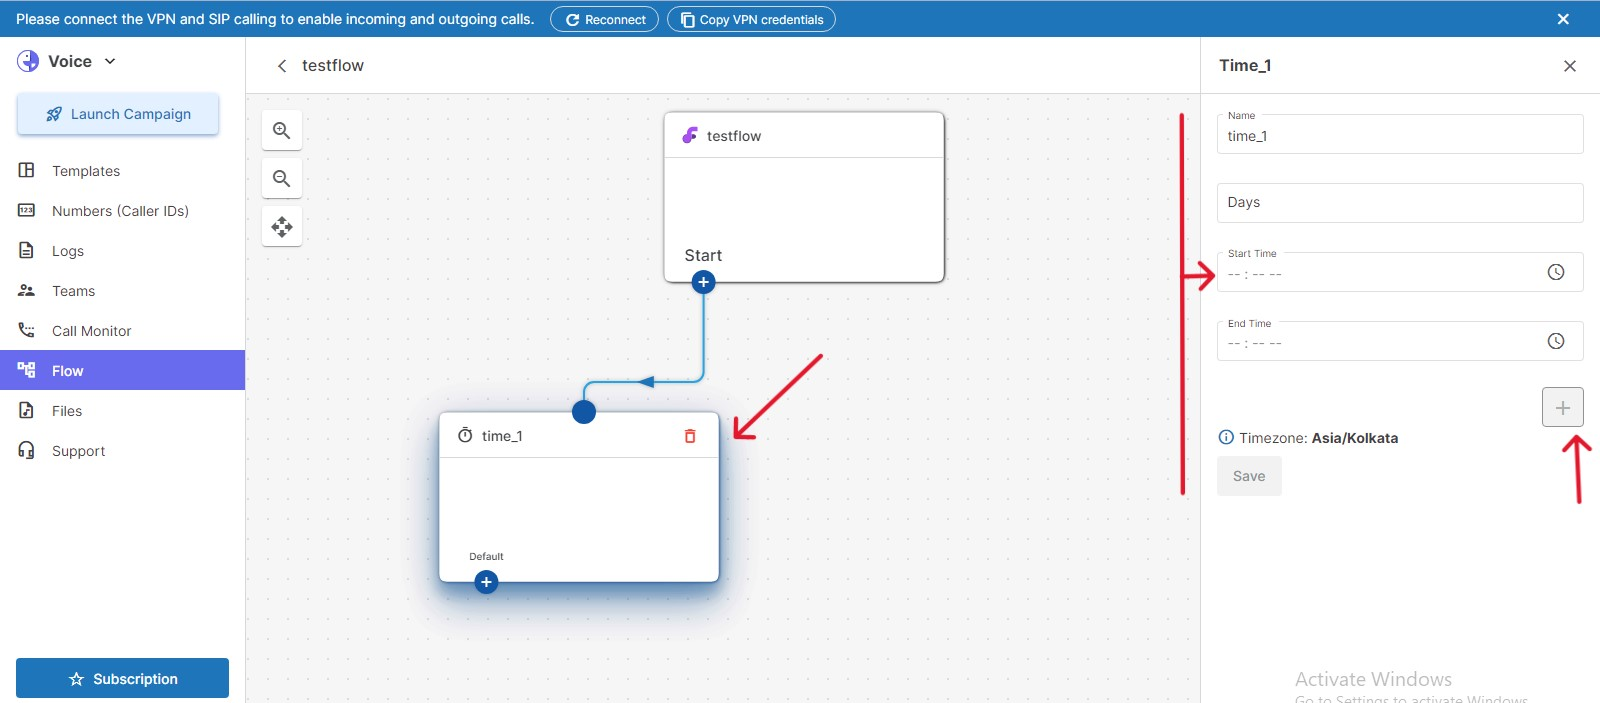 Please connect the VPN and SIP calling to enable incoming and outgoing calls. Reconnect Copy VPN credentials
Voice
Launch Campaign
Templates
123 Numbers (Caller IDs)
Logs
Teams
Call Monitor
Flow
Files
Support
Subscription
testflow
testflow
Start
time_1
Default
Time_1
Name
time_1
Days
Start Time
-- : -- --
End Time
-- : -- --
Timezone: Asia/Kolkata
Save
Activate Windows
Go to Settings to activate Windows.